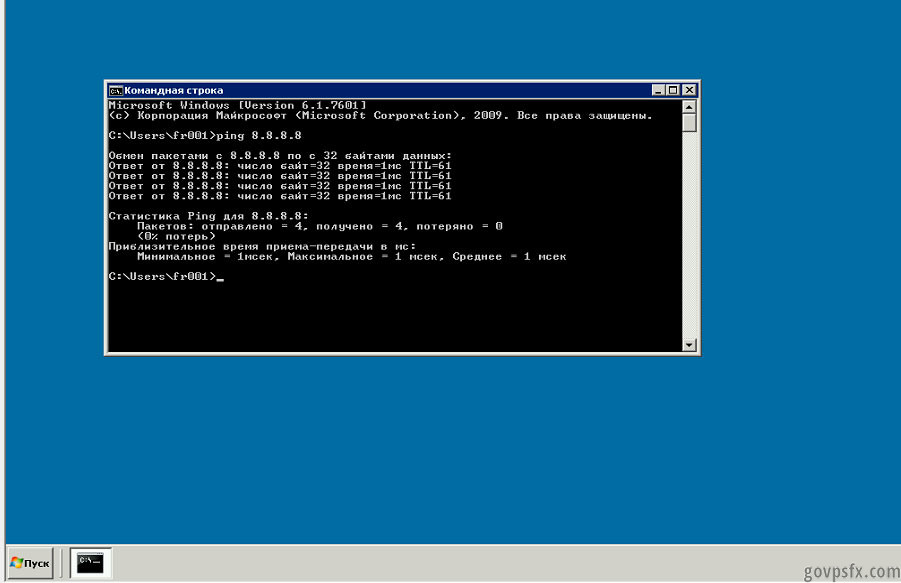 Командная строка
Microsoft Windows [Version 6.1.7601]
(c) Корпорация Майкрософт (Microsoft Corporation), 2009. Все права защищены.
C:\Users\fr001>ping 8.8.8.8
Обмен пакетами с 8.8.8.8 по с 32 байтами данных:
Ответ от 8.8.8.8: число байт=32 время=1мс TTL=61
Ответ от 8.8.8.8: число байт=32 время=1мс TTL=61
Ответ от 8.8.8.8: число байт=32 время=1мс TTL=61
Ответ от 8.8.8.8: число байт=32 время=1мс TTL=61
Статистика Ping для 8.8.8.8:
Пакетов: отправлено = 4, получено = 4, потеряно = 0
(0% потерь)
Приблизительное время приема-передачи в мс:
Минимальное = 1мсек, Максимальное = 1 мсек, Среднее = 1 мсек
C:\Users\fr001>_
Пуск
govpsfx.com